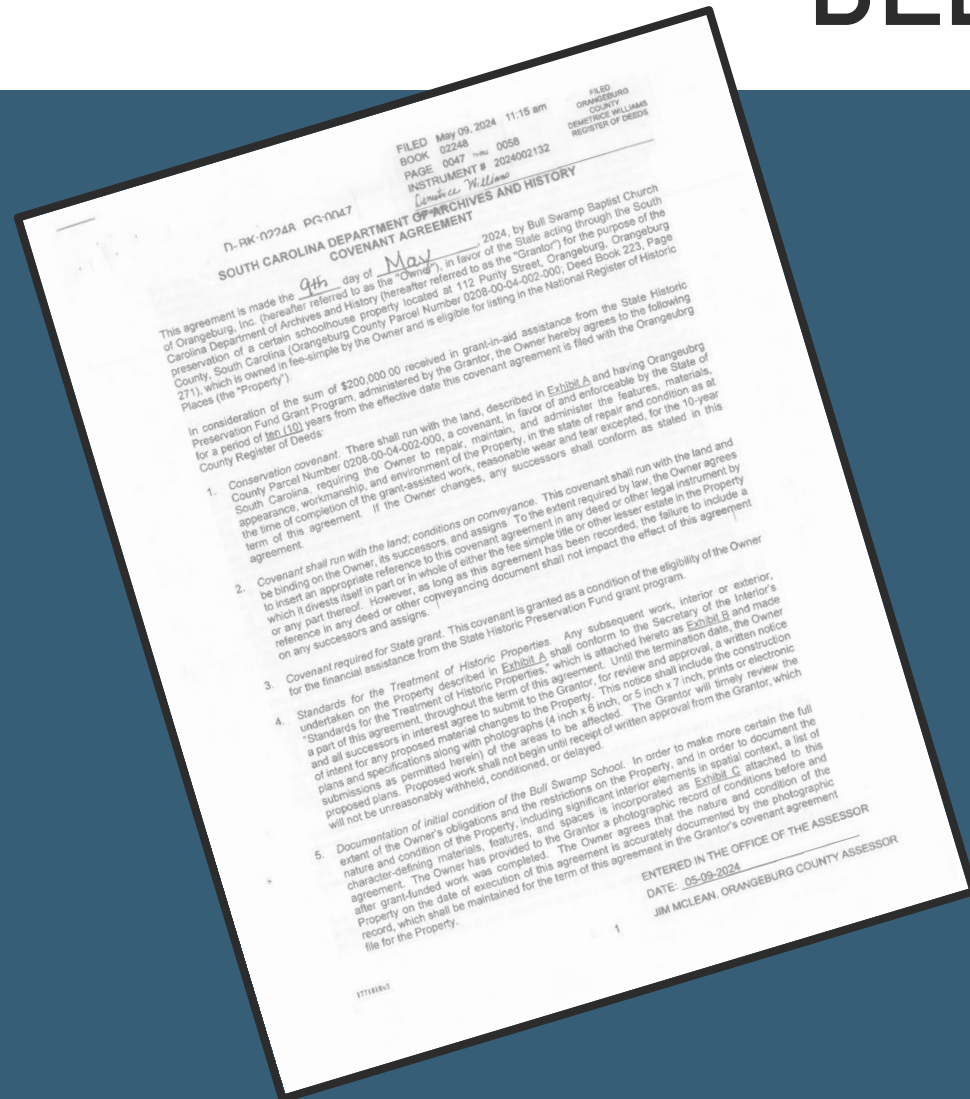 FILED May 09, 2024 11:15 am
BOOK 02248
PAGE 0047 THRU 0058
INSTRUMENT # 2024002132
Demetrice Williams
FILED
ORANGEBURG
COUNTY
DEMETRICE WILLIAMS
REGISTER OF DEEDS
D-BK-02248 PG-0047
SOUTH CAROLINA DEPARTMENT OF ARCHIVES AND HISTORY
COVENANT AGREEMENT
This agreement is made the 9th day of May, 2024, by Bull Swamp Baptist Church
of Orangeburg, Inc. (hereafter referred to as the "Owner"), in favor of the State acting through the South
Carolina Department of Archives and History (hereafter referred to as the "Grantor") for the purpose of the
preservation of a certain schoolhouse property located at 112 Purity Street, Orangeburg, Orangeburg
County, South Carolina (Orangeburg County Parcel Number 0208-00-04-002-000; Deed Book 223, Page
271), which is owned in fee-simple by the Owner and is eligible for listing in the National Register of Historic
Places (the "Property").
In consideration of the sum of $200,000.00 received in grant-in-aid assistance from the State Historic
Preservation Fund Grant Program, administered by the Grantor, the Owner hereby agrees to the following
for a period of ten (10) years from the effective date this covenant agreement is filed with the Orangeubrg
County Register of Deeds:
1. Conservation covenant. There shall run with the land, described in Exhibit A and having Orangeubrg
County Parcel Number 0208-00-04-002-000, a covenant, in favor of and enforceable by the State of
South Carolina, requiring the Owner to repair, maintain, and administer the features, materials,
appearance, workmanship, and environment of the Property, in the state of repair and condition as at
the time of completion of the grant-assisted work, reasonable wear and tear excepted, for the 10-year
term of this agreement. If the Owner changes, any successors shall conform as stated in this
agreement.
2. Covenant shall run with the land; conditions on conveyance. This covenant shall run with the land and
be binding on the Owner, its successors, and assigns. To the extent required by law, the Owner agrees
to insert an appropriate reference to this covenant agreement in any deed or other legal instrument by
which it divests itself in part or in whole of either the fee simple title or other lesser estate in the Property
or any part thereof. However, as long as this agreement has been recorded, the failure to include a
reference in any deed or other conveyancing document shall not impact the effect of this agreement
on any successors and assigns.
3. Covenant required for State grant. This covenant is granted as a condition of the eligibility of the Owner
for the financial assistance from the State Historic Preservation Fund grant program.
4. Standards for the Treatment of Historic Properties. Any subsequent work, interior or exterior,
undertaken on the Property described in Exhibit A shall conform to the Secretary of the Interior's
"Standards for the Treatment of Historic Properties," which is attached hereto as Exhibit B and made
a part of this agreement, throughout the term of this agreement. Until the termination date, the Owner
and all successors in interest agree to submit to the Grantor, for review and approval, a written notice
of intent for any proposed material changes to the Property. This notice shall include the construction
plans and specifications along with photographs (4 inch x 6 inch, or 5 inch x 7 inch, prints or electronic
submissions as permitted herein) of the areas to be affected. The Grantor will timely review the
proposed plans. Proposed work shall not begin until receipt of written approval from the Grantor, which
will not be unreasonably withheld, conditioned, or delayed.
5. Documentation of initial condition of the Bull Swamp School. In order to make more certain the full
extent of the Owner's obligations and the restrictions on the Property, and in order to document the
nature and condition of the Property, including significant interior elements in spatial context, a list of
character-defining materials, features, and spaces is incorporated as Exhibit C attached to this
agreement. The Owner has provided to the Grantor a photographic record of conditions before and
after grant-funded work was completed. The Owner agrees that the nature and condition of the
Property on the date of execution of this agreement is accurately documented by the photographic
record, which shall be maintained for the term of this agreement in the Grantor's covenant agreement
file for the Property.
ENTERED IN THE OFFICE OF THE ASSESSOR
DATE: 05-09-2024
JIM MCLEAN, ORANGEBURG COUNTY ASSESSOR
1